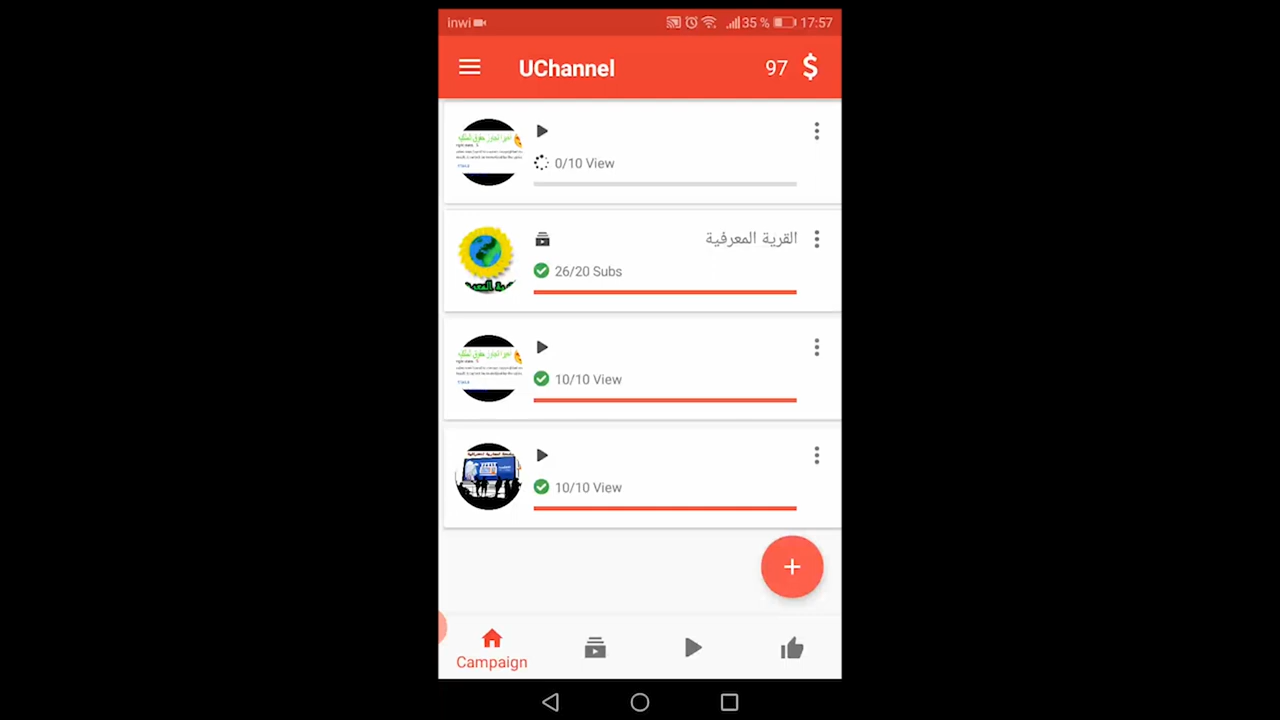 inwi 35 % 17:57
UChannel 97 $
0/10 View
القرية المعرفية
26/20 Subs
10/10 View
10/10 View
Campaign